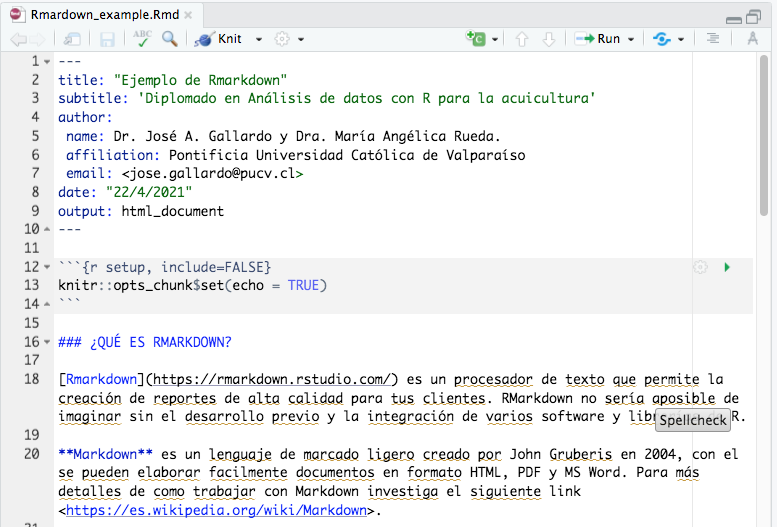 Rmardown_example.Rmd
ABC Knit Run
1 ---
2 title: "Ejemplo de Rmarkdown"
3 subtitle: 'Diplomado en Análisis de datos con R para la acuicultura'
4 author:
5 name: Dr. José A. Gallardo y Dra. María Angélica Rueda.
6 affiliation: Pontificia Universidad Católica de Valparaíso
7 email: <jose.gallardo@pucv.cl>
8 date: "22/4/2021"
9 output: html_document
10 ---
11
12 ```{r setup, include=FALSE}
13 knitr::opts_chunk$set(echo = TRUE)
14 ```
15
16 ### ¿QUÉ ES RMARKDOWN?
17
18 [Rmarkdown](https://rmarkdown.rstudio.com/) es un procesador de texto que permite la
creación de reportes de alta calidad para tus clientes. RMarkdown no sería aposible de
imaginar sin el desarrollo previo y la integración de varios software y R.
Spellcheck
19
20 **Markdown** es un lenguaje de marcado ligero creado por John Gruberis en 2004, con el
se pueden elaborar facilmente documentos en formato HTML, PDF y MS Word. Para más
detalles de como trabajar con Markdown investiga el siguiente link
<https://es.wikipedia.org/wiki/Markdown>.